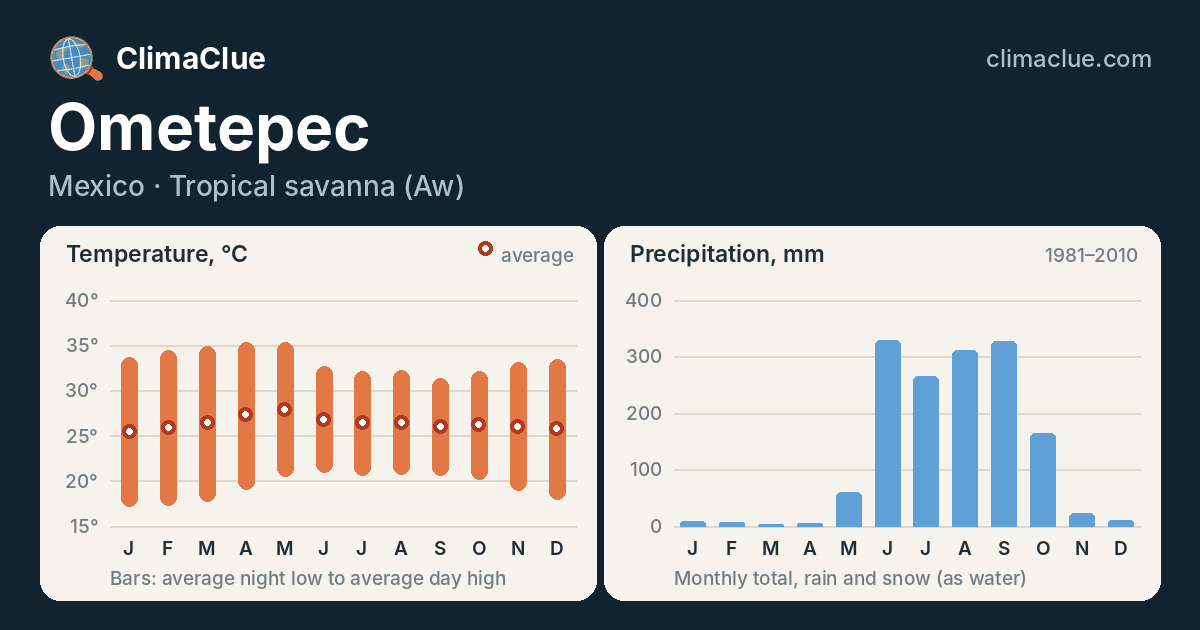 ClimaClue
climaclue.com
Ometepec
Mexico · Tropical savanna (Aw)
Temperature, °C
average
40°
35°
30°
25°
20°
15°
J F M A M J J A S O N D
Bars: average night low to average day high
Precipitation, mm
1981–2010
400
300
200
100
0
J F M A M J J A S O N D
Monthly total, rain and snow (as water)